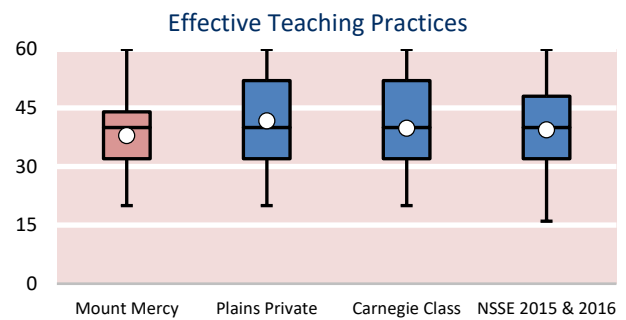 Effective Teaching Practices
60
45
30
15
0
Mount Mercy Plains Private Carnegie Class NSSE 2015 & 2016